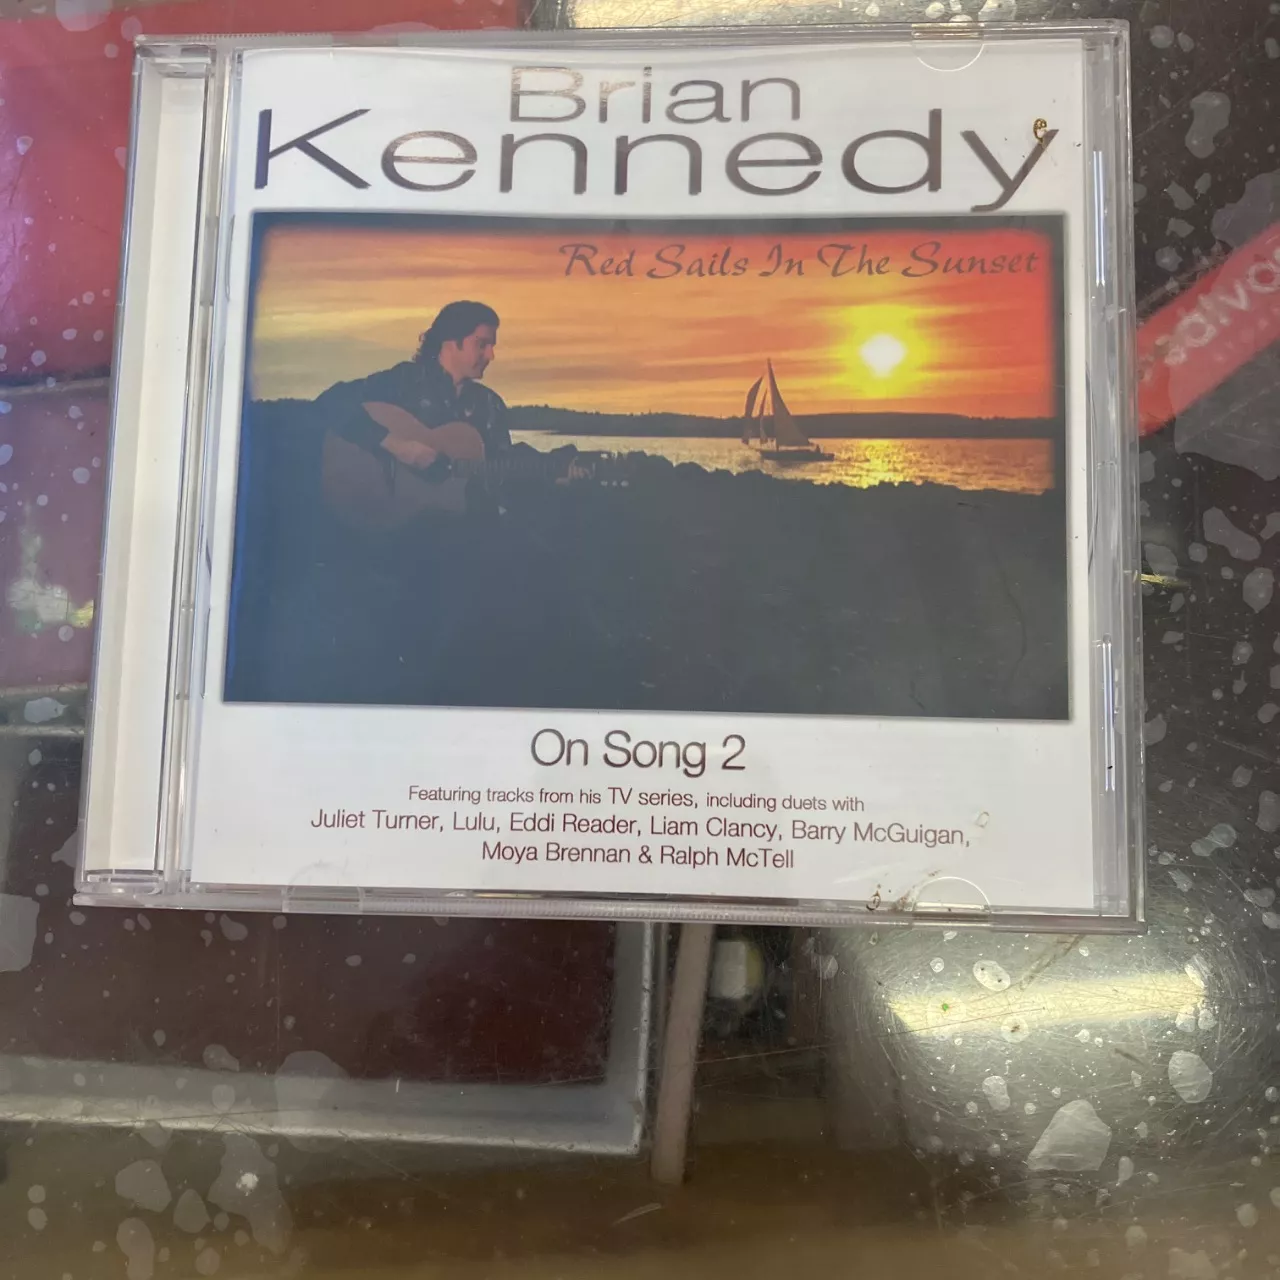 Brian
Kennedy
Red Sails In The Sunset
On Song 2
Featuring tracks from his TV series, including duets with
Juliet Turner, Lulu, Eddi Reader, Liam Clancy, Barry McGuigan,
Moya Brennan & Ralph McTell